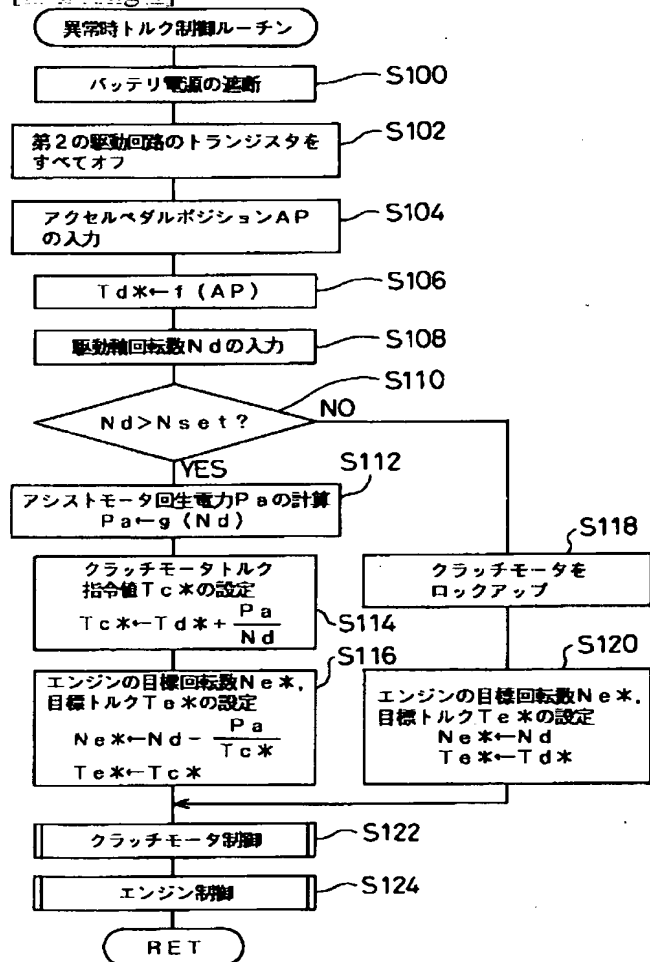 異常時トルク制御ルーチン
バッテリ電源の遮断
S100
第2の駆動回路のトランジスタを
すべてオフ
S102
アクセルペダルポジションAP
の入力
S104
Td*←f(AP)
S106
駆動軸回転数Ndの入力
S108
S110
Nd>Nset?
NO
YES
S112
アシストモータ回生電力Paの計算
Pa←g(Nd)
クラッチモータトルク
指令値Tc*の設定
Tc*←Td*+Pa/Nd
S114
S116
エンジンの目標回転数Ne*,
目標トルクTe*の設定
Ne*←Nd-Pa/Tc*
Te*←Tc*
S118
クラッチモータを
ロックアップ
S120
エンジンの目標回転数Ne*,
目標トルクTe*の設定
Ne*←Nd
Te*←Td*
クラッチモータ制御
S122
エンジン制御
S124
RET